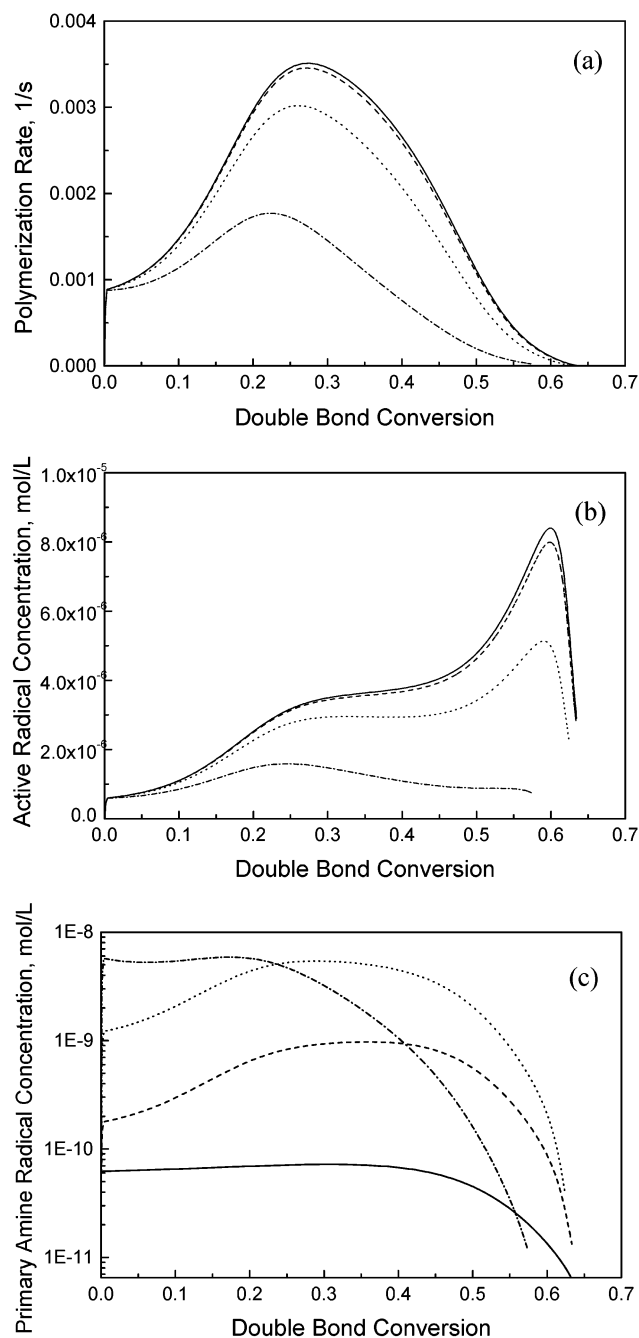 (a)
Polymerization Rate, 1/s
0.004
0.003
0.002
0.001
0.000
0.0 0.1 0.2 0.3 0.4 0.5 0.6 0.7
Double Bond Conversion
(b)
Active Radical Concentration, mol/L
1.0x10^-5
8.0x10^-6
6.0x10^-6
4.0x10^-6
2.0x10^-6
0.0
0.0 0.1 0.2 0.3 0.4 0.5 0.6 0.7
Double Bond Conversion
(c)
Primary Amine Radical Concentration, mol/L
1E-8
1E-9
1E-10
1E-11
0.0 0.1 0.2 0.3 0.4 0.5 0.6 0.7
Double Bond Conversion